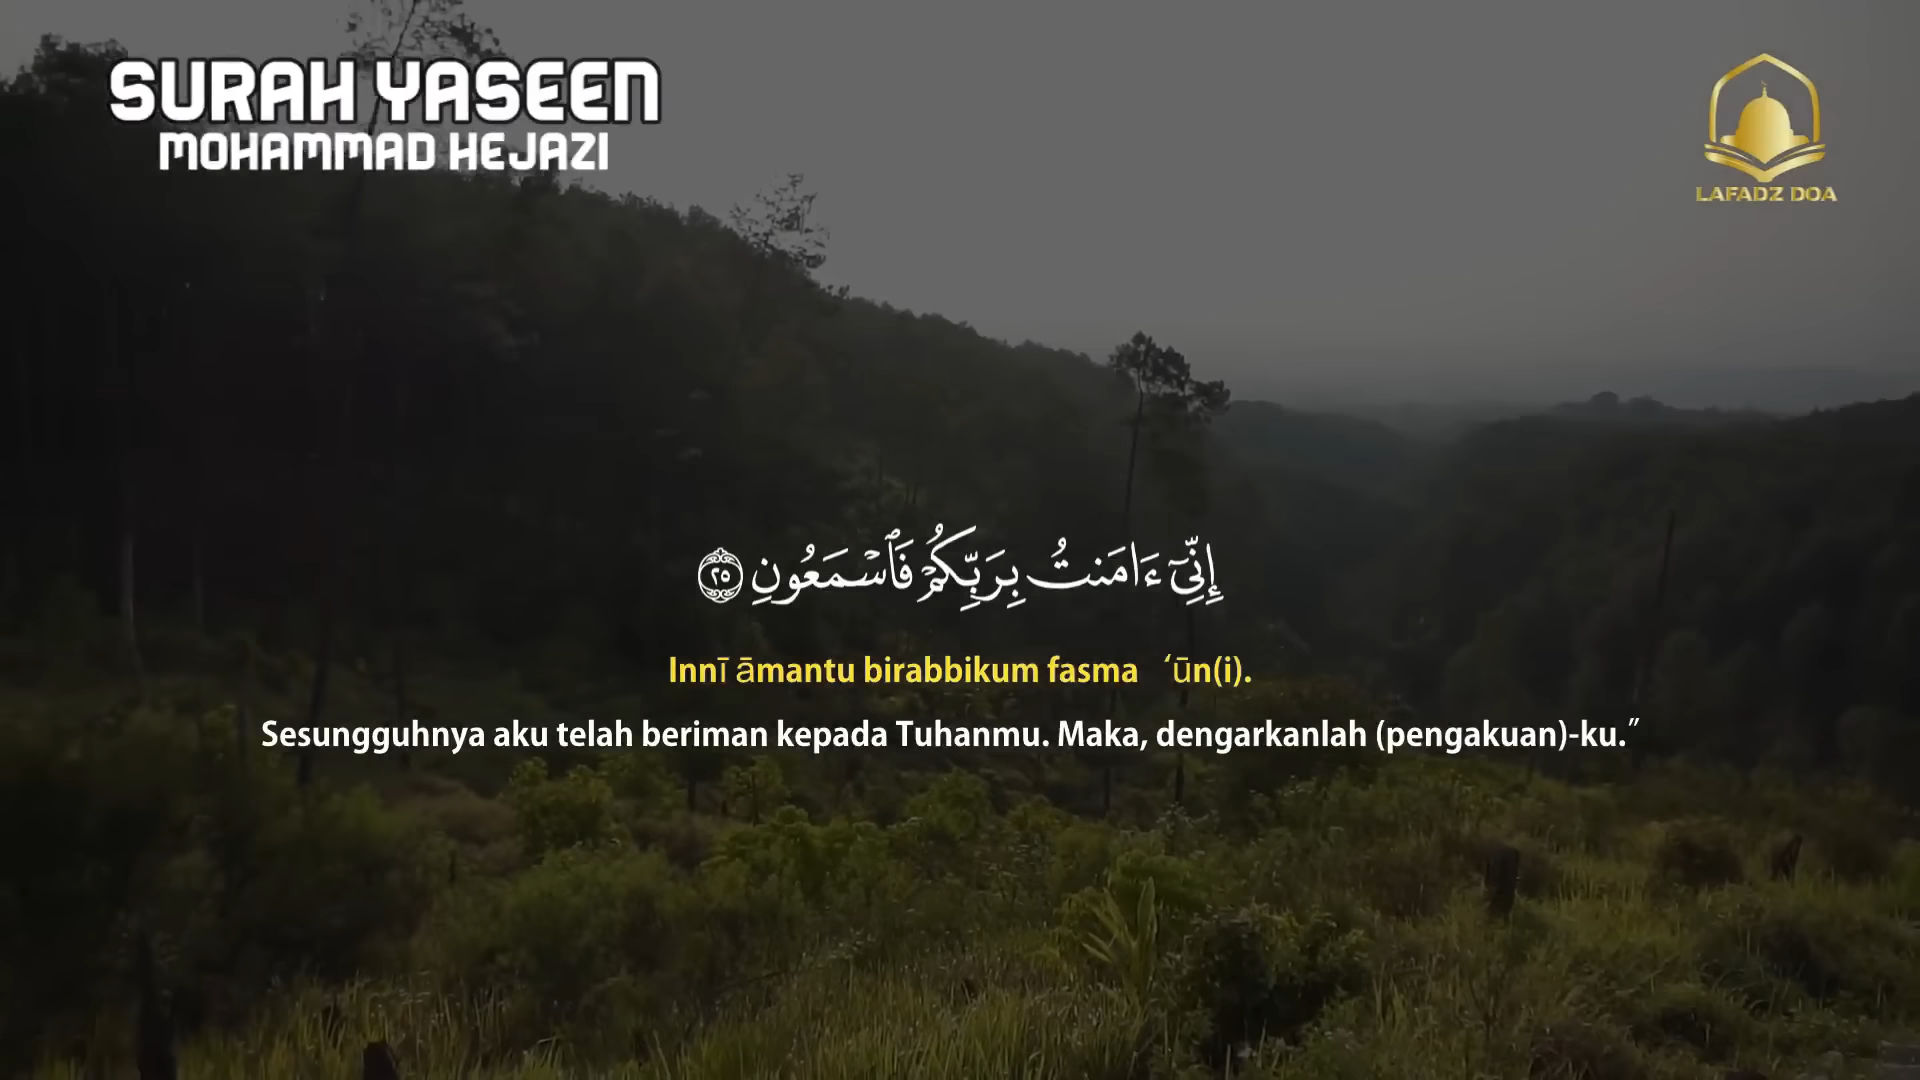 SURAH YASEEN
MOHAMMAD HEJAZI
LAFADZ DOA
إِنِّىٓ ءَامَنتُ بِرَبِّكُمْ فَٱسْمَعُونِ ٢٥
Innī āmantu birabbikum fasma ‘ūn(i).
Sesungguhnya aku telah beriman kepada Tuhanmu. Maka, dengarkanlah (pengakuan)-ku.”